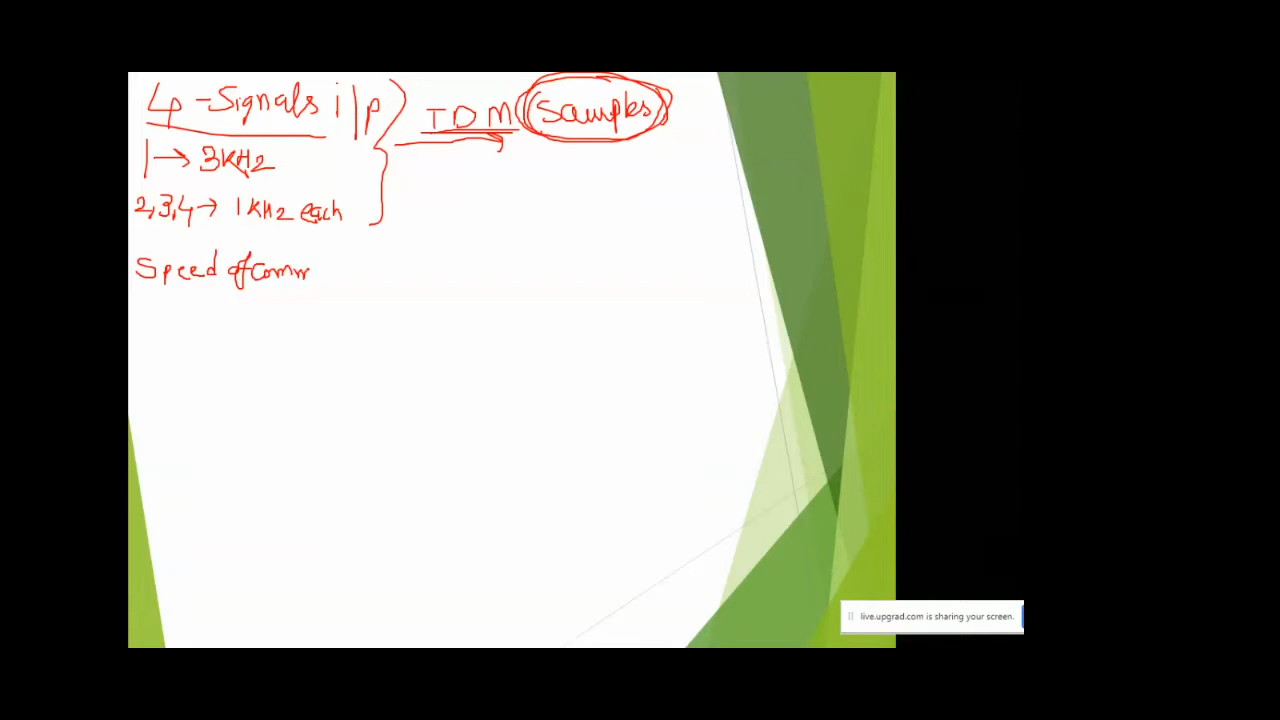 4 - Signals i/p } TDM (Samples)
1 → 3KHz
2,3,4 → 1KHz each
Speed of comm
live.upgrad.com is sharing your screen.